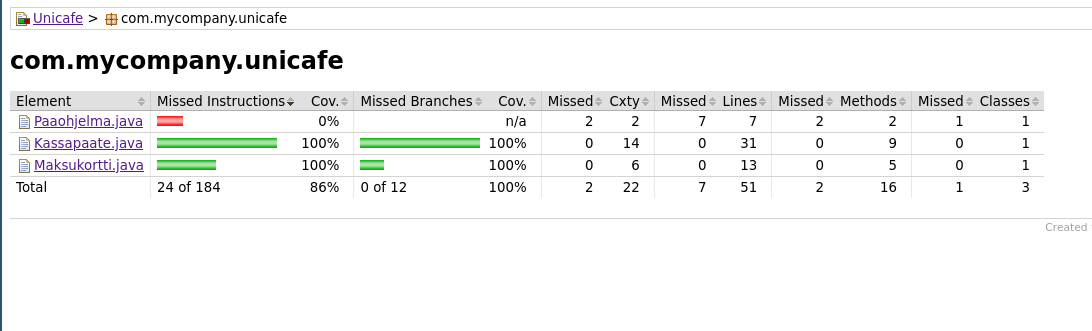 Unicafe > com.mycompany.unicafe
com.mycompany.unicafe
Element Missed Instructions Cov. Missed Branches Cov. Missed Cxty Missed Lines Missed Methods Missed Classes
Paaohjelma.java 0% n/a 2 2 7 7 2 2 1 1
Kassapaate.java 100% 100% 0 14 0 31 0 9 0 1
Maksukortti.java 100% 100% 0 6 0 13 0 5 0 1
Total 24 of 184 86% 0 of 12 100% 2 22 7 51 2 16 1 3
Created